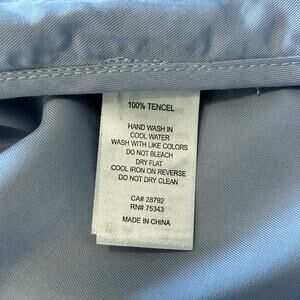 100% TENCEL
HAND WASH IN
COOL WATER
WASH WITH LIKE COLORS
DO NOT BLEACH
DRY FLAT
COOL IRON ON REVERSE
DO NOT DRY CLEAN
CA# 28792
RN# 75343
MADE IN CHINA